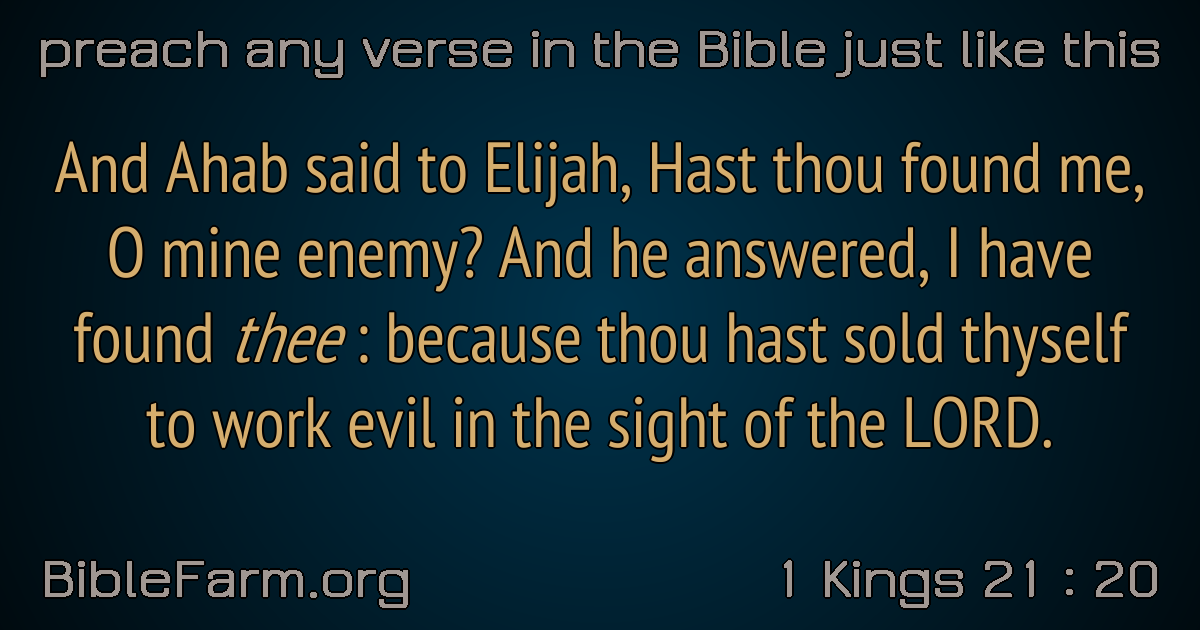 preach any verse in the Bible just like this
And Ahab said to Elijah, Hast thou found me,
O mine enemy? And he answered, I have
found thee : because thou hast sold thyself
to work evil in the sight of the LORD.
BibleFarm.org
1 Kings 21 : 20